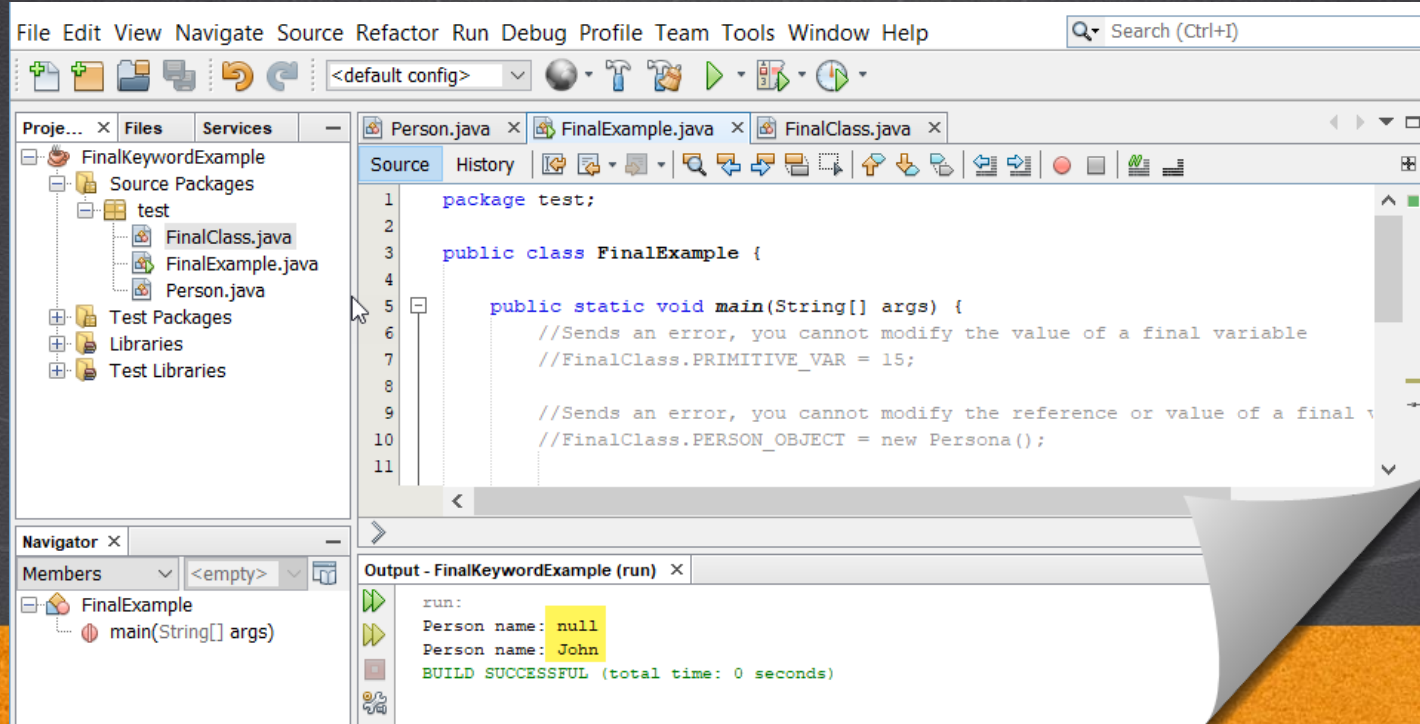 File Edit View Navigate Source Refactor Run Debug Profile Team Tools Window Help
Search (Ctrl+I)
<default config>
Proje... Files Services
FinalKeywordExample
Source Packages
test
FinalClass.java
FinalExample.java
Person.java
Test Packages
Libraries
Test Libraries
Navigator
Members <empty>
FinalExample
main(String[] args)
Person.java FinalExample.java FinalClass.java
Source History
1 package test;
2
3 public class FinalExample {
4
5 public static void main(String[] args) {
6 //Sends an error, you cannot modify the value of a final variable
7 //FinalClass.PRIMITIVE_VAR = 15;
8
9 //Sends an error, you cannot modify the reference or value of a final
10 //FinalClass.PERSON_OBJECT = new Persona();
11
Output - FinalKeywordExample (run)
run:
Person name: null
Person name: John
BUILD SUCCESSFUL (total time: 0 seconds)